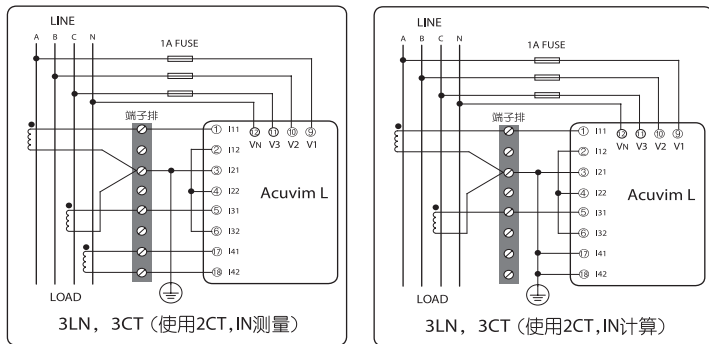 LINE
A B C N
1A FUSE
端子排
⑫ ⑪ ⑩ ⑨
VN V3 V2 V1
① I11
② I12
③ I21
④ I22
⑤ I31
⑥ I32
⑰ I41
⑱ I42
Acuvim L
LOAD
3LN，3CT（使用2CT,IN测量）
LINE
A B C N
1A FUSE
端子排
⑫ ⑪ ⑩ ⑨
VN V3 V2 V1
① I11
② I12
③ I21
④ I22
⑤ I31
⑥ I32
⑰ I41
⑱ I42
Acuvim L
LOAD
3LN，3CT（使用2CT,IN计算）